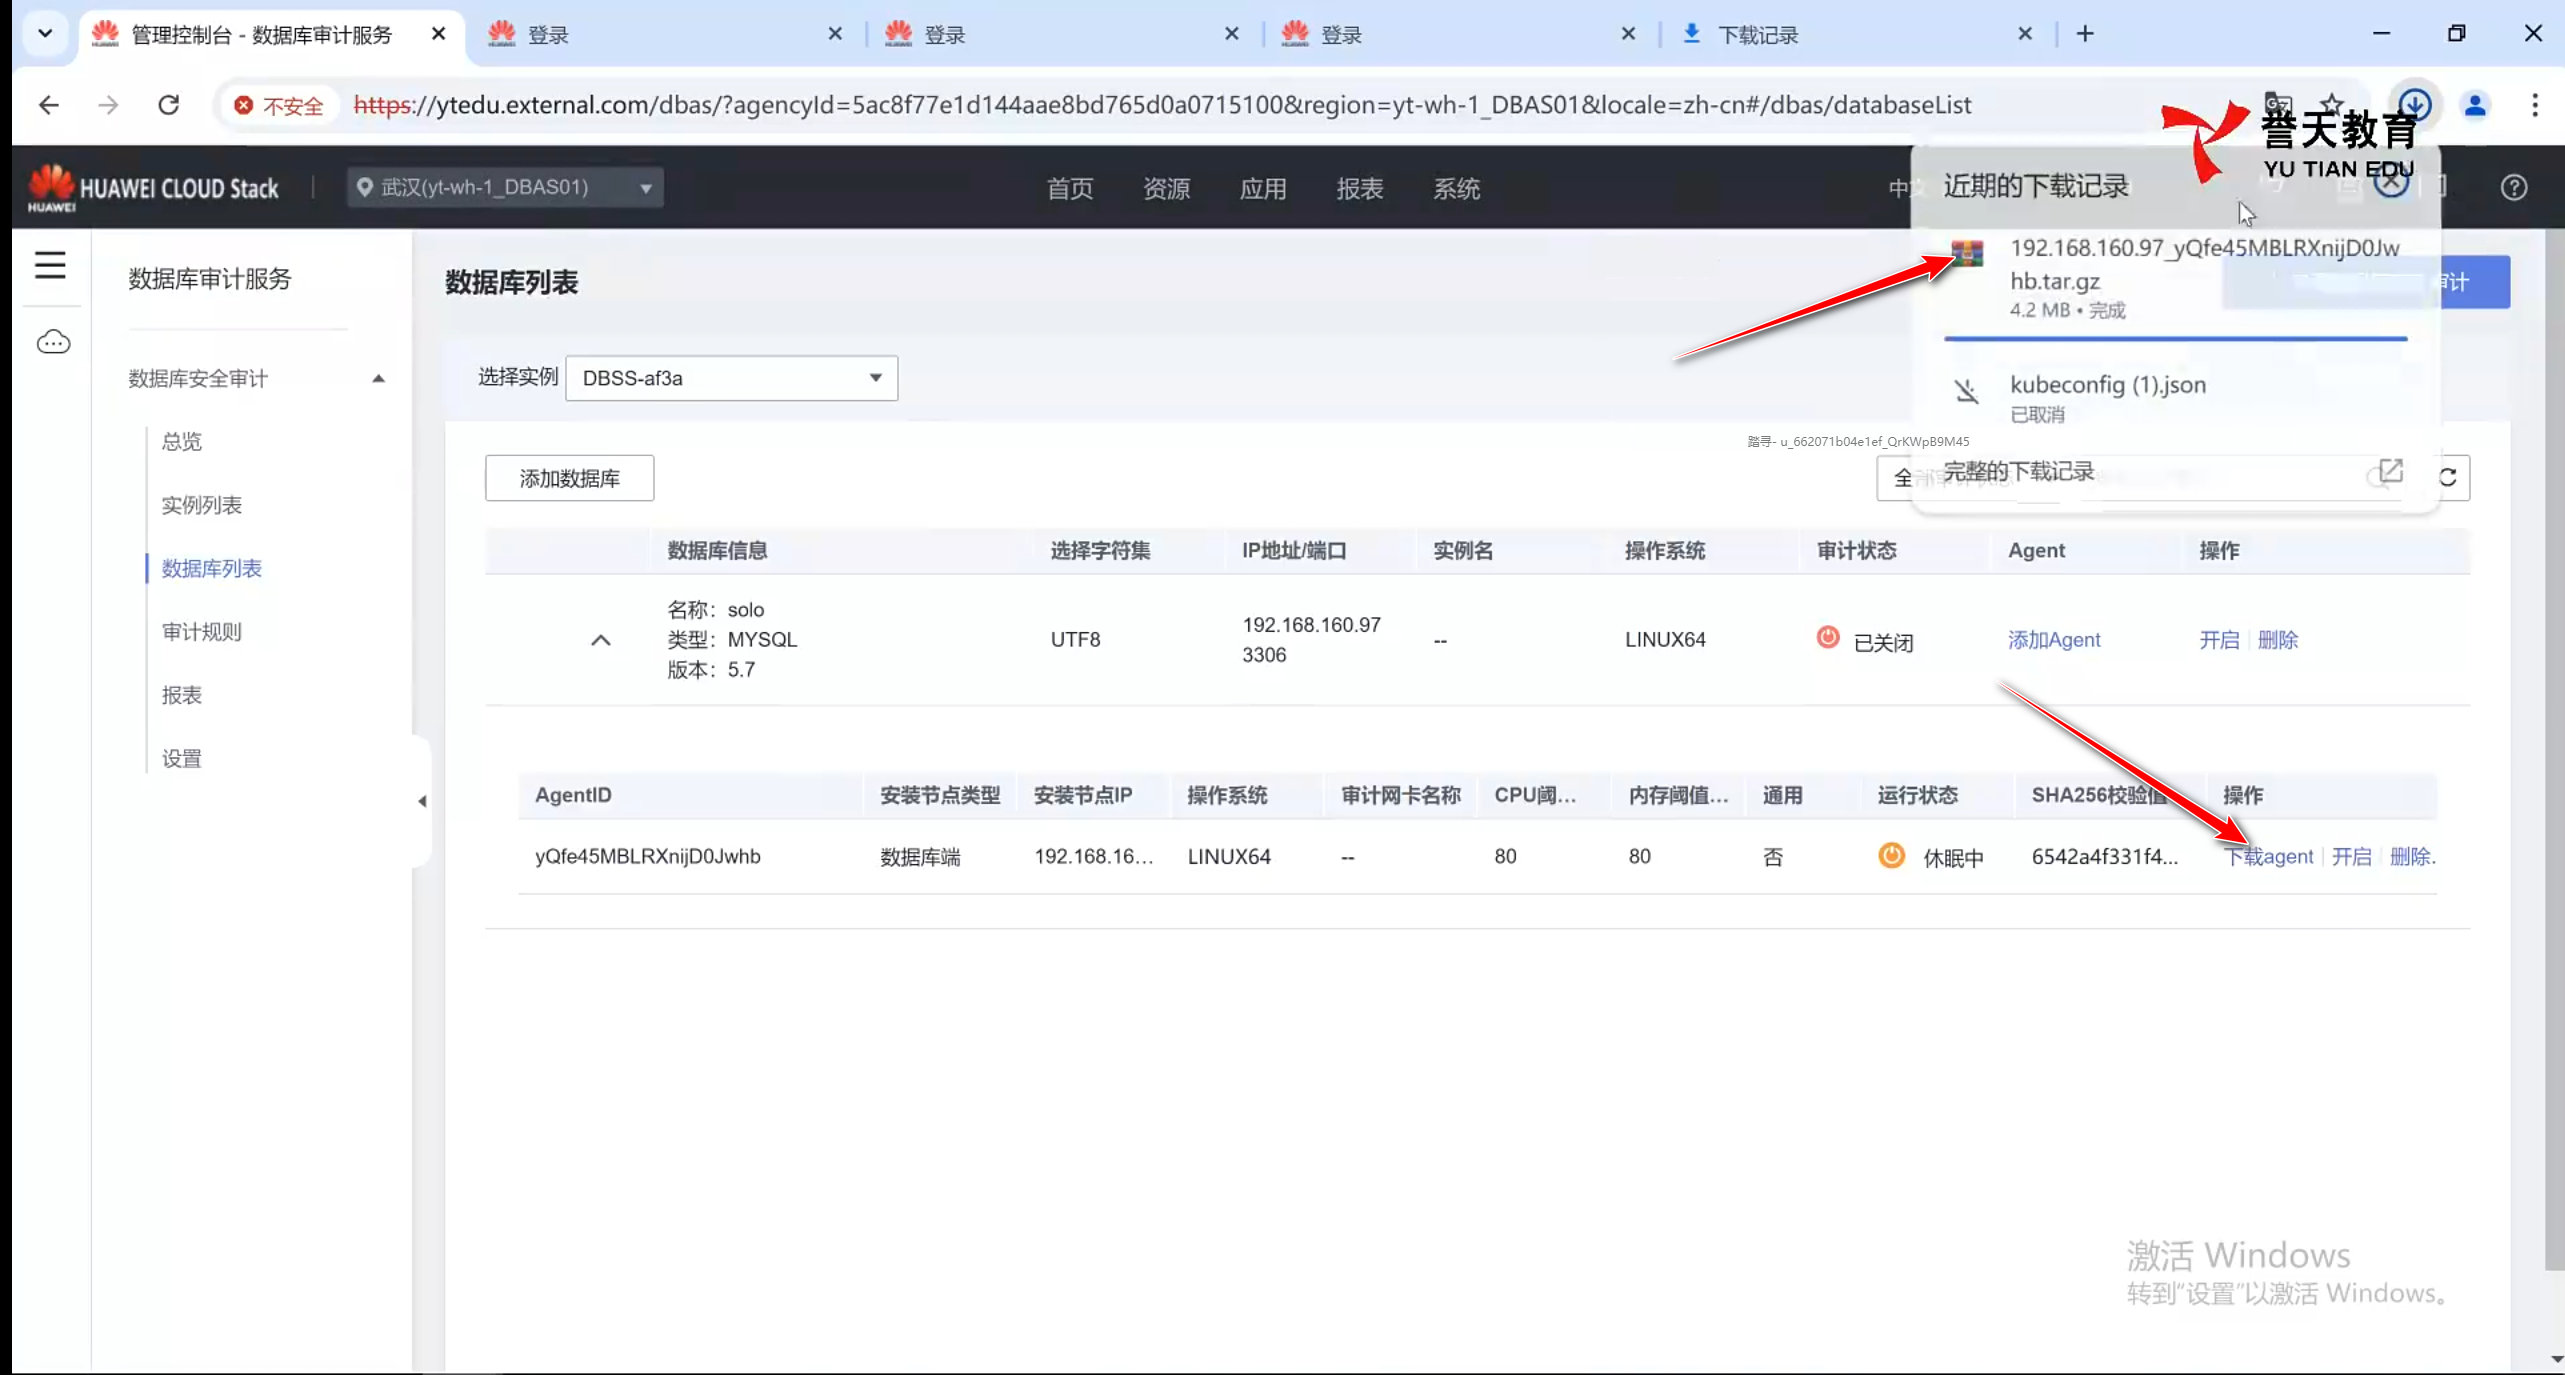 管理控制台 - 数据库审计服务
登录
登录
登录
下载记录
不安全
https://ytedu.external.com/dbas/?agencyId=5ac8f77e1d144aae8bd765d0a0715100&region=yt-wh-1_DBAS01&locale=zh-cn#/dbas/databaseList
誉天教育
YU TIAN EDU
HUAWEI
HUAWEI CLOUD Stack
武汉(yt-wh-1_DBAS01)
首页
资源
应用
报表
系统
近期的下载记录
192.168.160.97_yQfe45MBLRXnijD0Jw
hb.tar.gz
4.2 MB • 完成
kubeconfig (1).json
已取消
完整的下载记录
数据库审计服务
数据库安全审计
总览
实例列表
数据库列表
审计规则
报表
设置
数据库列表
审计
选择实例
DBSS-af3a
踏寻- u_662071b04e1ef_QrKWpB9M45
添加数据库
数据库信息
选择字符集
IP地址/端口
实例名
操作系统
审计状态
Agent
操作
名称：solo
类型：MYSQL
版本：5.7
UTF8
192.168.160.97
3306
--
LINUX64
已关闭
添加Agent
开启
删除
AgentID
安装节点类型
安装节点IP
操作系统
审计网卡名称
CPU阈...
内存阈值...
通用
运行状态
SHA256校验值
操作
yQfe45MBLRXnijD0Jwhb
数据库端
192.168.16...
LINUX64
--
80
80
否
休眠中
6542a4f331f4...
下载agent
开启
删除.
激活 Windows
转到“设置”以激活 Windows。